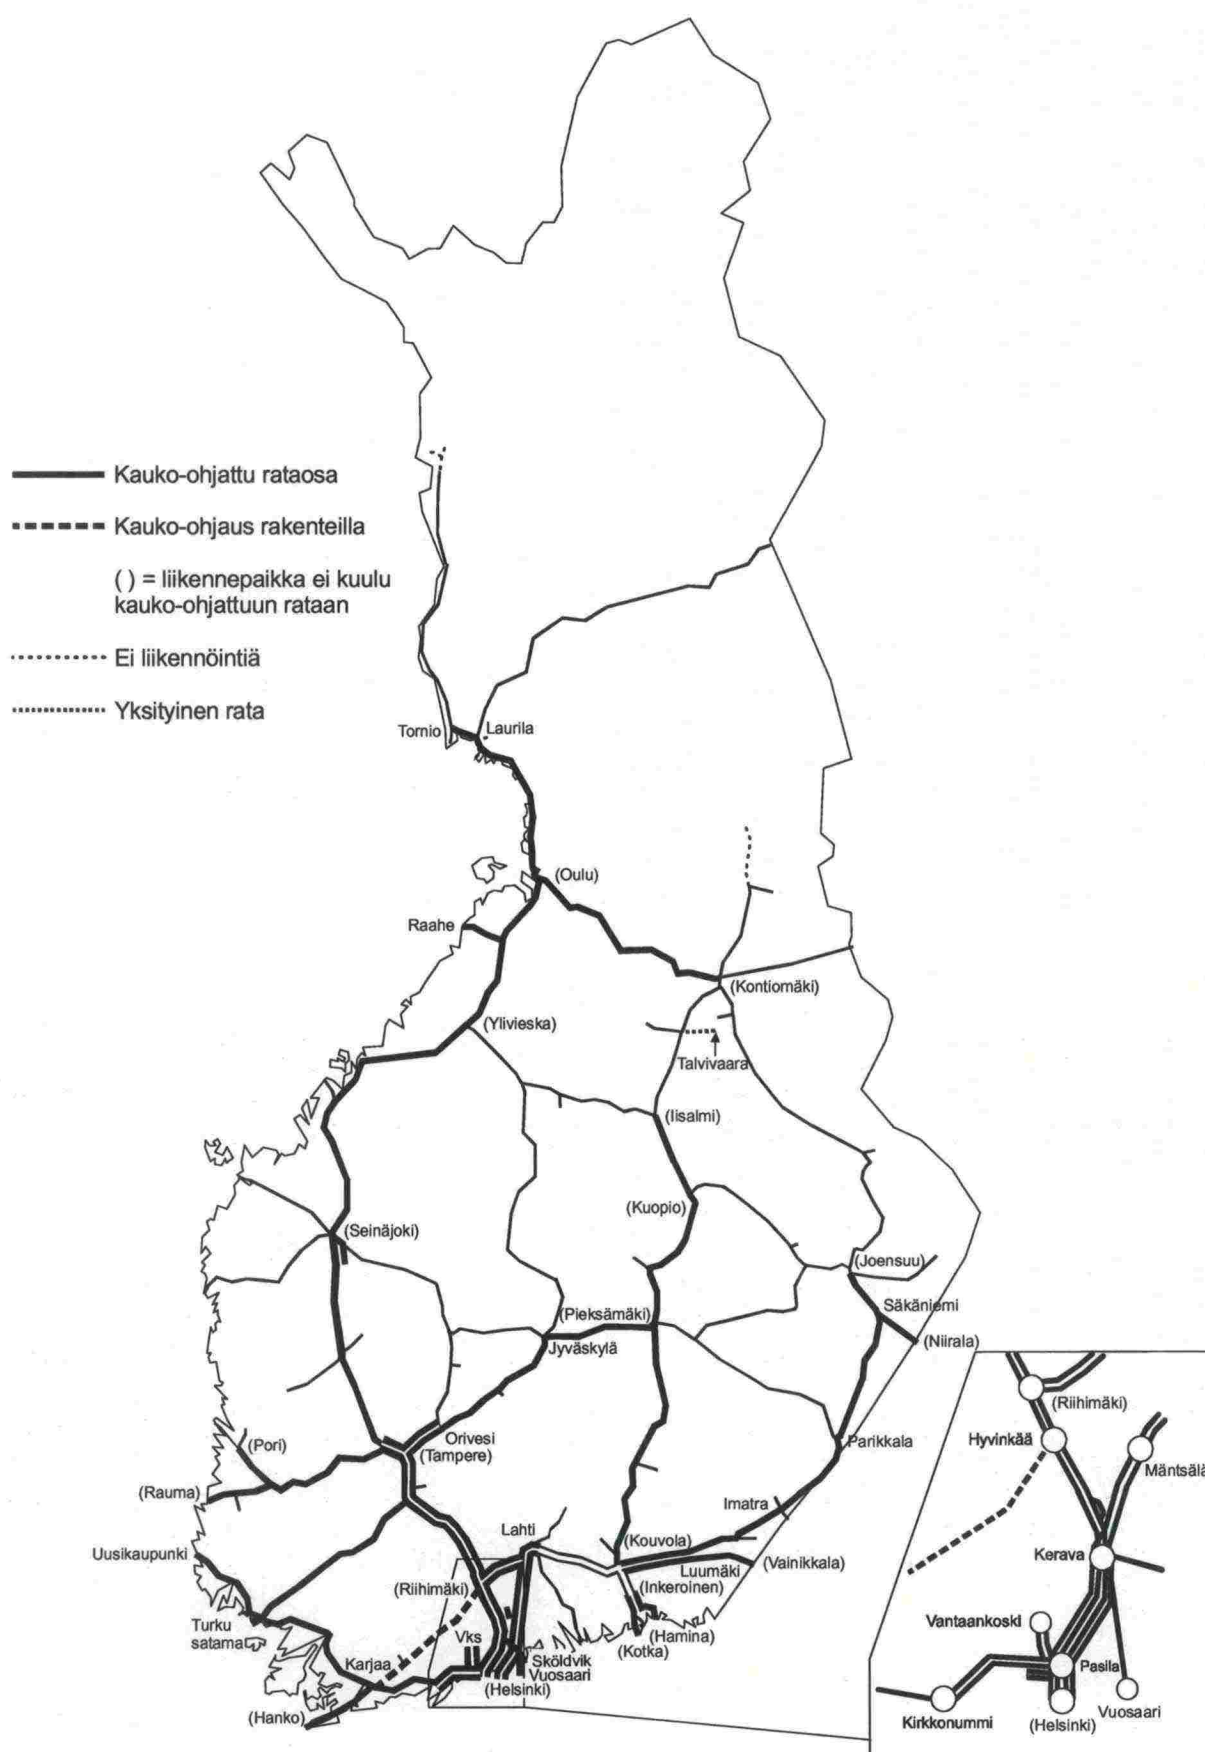 Kauko-ohjattu rataosa
Kauko-ohjaus rakenteilla
( ) = liikennepaikka ei kuulu
kauko-ohjattuun rataan
Ei liikennöintiä
Yksityinen rata
Tornio
Laurila
(Oulu)
Raahe
(Kontiomäki)
(Ylivieska)
Talvivaara
(Iisalmi)
(Kuopio)
(Seinäjoki)
(Joensuu)
Säkäniemi
(Pieksämäki)
Jyväskylä
(Niirala)
Orivesi
(Tampere)
(Pori)
Parikkala
(Rauma)
Imatra
Lahti
(Kouvola)
Uusikaupunki
Luumäki
(Vainikkala)
(Riihimäki)
(Inkeroinen)
Turku
satama
Vks
(Hamina)
(Kotka)
Karjaa
Sköldvik
Vuosaari
(Helsinki)
(Hanko)
(Riihimäki)
Hyvinkää
Mäntsälä
Kerava
Vantaankoski
Pasila
Kirkkonummi
(Helsinki)
Vuosaari